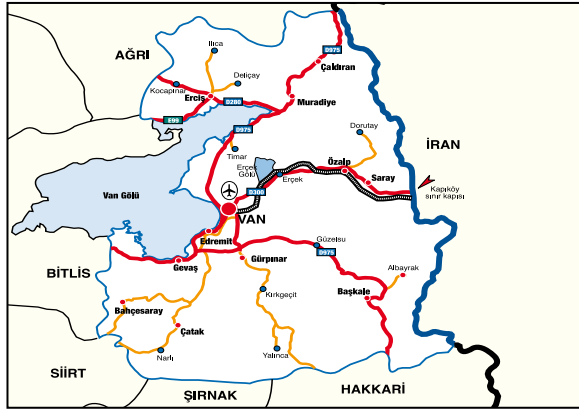 AĞRI
Ilıca
D975
Deliçay
Çaldıran
Kocapınar
Erciş
D280
Muradiye
E99
D975
Dorutay
İRAN
Timar
Erçek
Gölü
Özalp
Erçek
Saray
Kapıköy
sınır kapısı
Van Gölü
D300
VAN
Edremit
Güzelsu
D975
Gevaş
Gürpınar
Albayrak
BİTLİS
Kırkgeçit
Başkale
Bahçesaray
Çatak
Narlı
Yalınca
SİİRT
ŞIRNAK
HAKKARİ